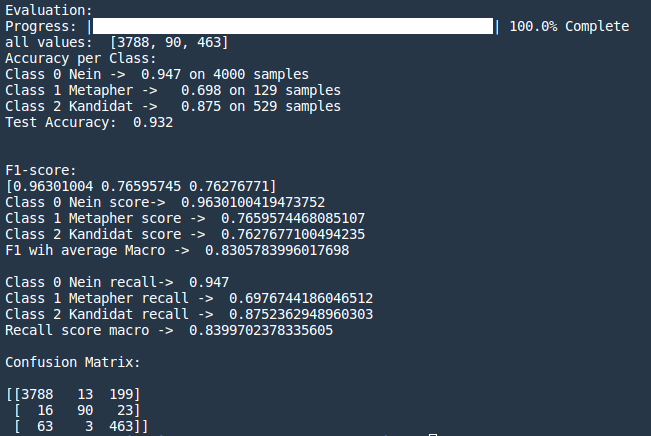 Evaluation:
Progress: | | 100.0% Complete
all values:  [3788, 90, 463]
Accuracy per Class:
Class 0 Nein ->  0.947 on 4000 samples
Class 1 Metapher ->   0.698 on 129 samples
Class 2 Kandidat ->   0.875 on 529 samples
Test Accuracy:  0.932
F1-score:
[0.96301004 0.76595745 0.76276771]
Class 0 Nein score->  0.9630100419473752
Class 1 Metapher score ->  0.7659574468085107
Class 2 Kandidat score ->  0.7627677100494235
F1 wih average Macro ->  0.8305783996017698
Class 0 Nein recall->  0.947
Class 1 Metapher recall ->  0.6976744186046512
Class 2 Kandidat recall ->  0.8752362948960303
Recall score macro ->  0.8399702378335605
Confusion Matrix:
[[3788   13  199]
 [  16   90   23]
 [  63    3  463]]